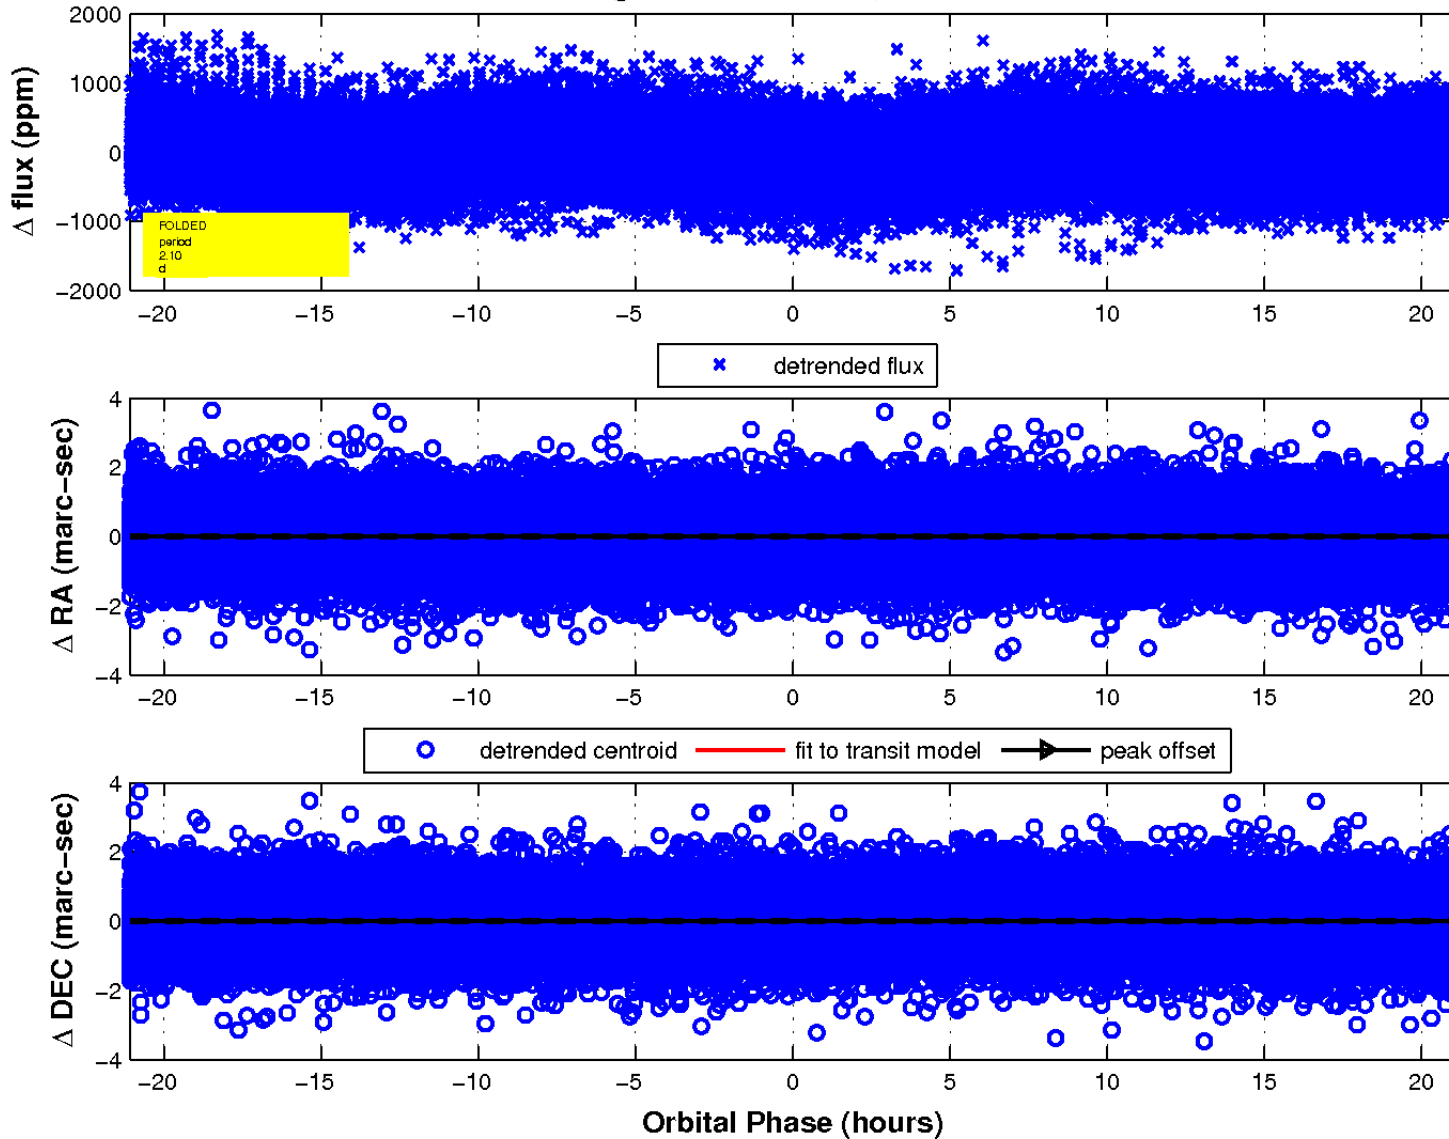 2000
1000
0
−1000
−2000
Δ flux (ppm)
FOLDED
period
2.10
d
−20 −15 −10 −5 0 5 10 15 20
detrended flux
4
2
0
−2
−4
Δ RA (marc−sec)
−20 −15 −10 −5 0 5 10 15 20
detrended centroid fit to transit model peak offset
4
2
0
−2
−4
Δ DEC (marc−sec)
−20 −15 −10 −5 0 5 10 15 20
Orbital Phase (hours)